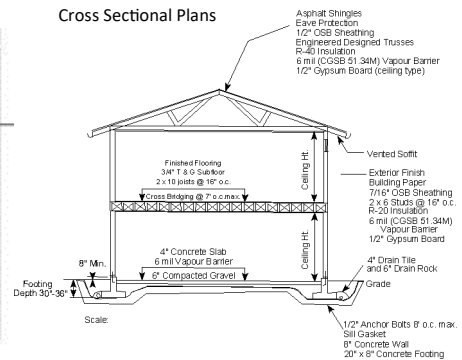 Cross Sectional Plans
Asphalt Shingles
Eave Protection
1/2" OSB Sheathing
Engineered Designed Trusses
R-40 Insulation
6 mil (CGSB 51.34M) Vapour Barrier
1/2" Gypsum Board (ceiling type)
Vented Soffit
Finished Flooring
3/4" T & G Subfloor
2 x 10 joists @ 16" o.c.
Cross Bridging @ 7' o.c.max.
Ceiling Ht.
Exterior Finish
Building Paper
7/16" OSB Sheathing
2 x 6 Studs @ 16" o.c.
R-20 Insulation
6 mil (CGSB 51.34M)
Vapour Barrier
1/2" Gypsum Board
Ceiling Ht.
4" Concrete Slab
6 mil Vapour Barrier
6" Compacted Gravel
8" Min.
Footing
Depth 30"-36"
4" Drain Tile
and 6" Drain Rock
Grade
Scale:
1/2" Anchor Bolts 8' o.c. max.
Sill Gasket
8" Concrete Wall
20" x 8" Concrete Footing